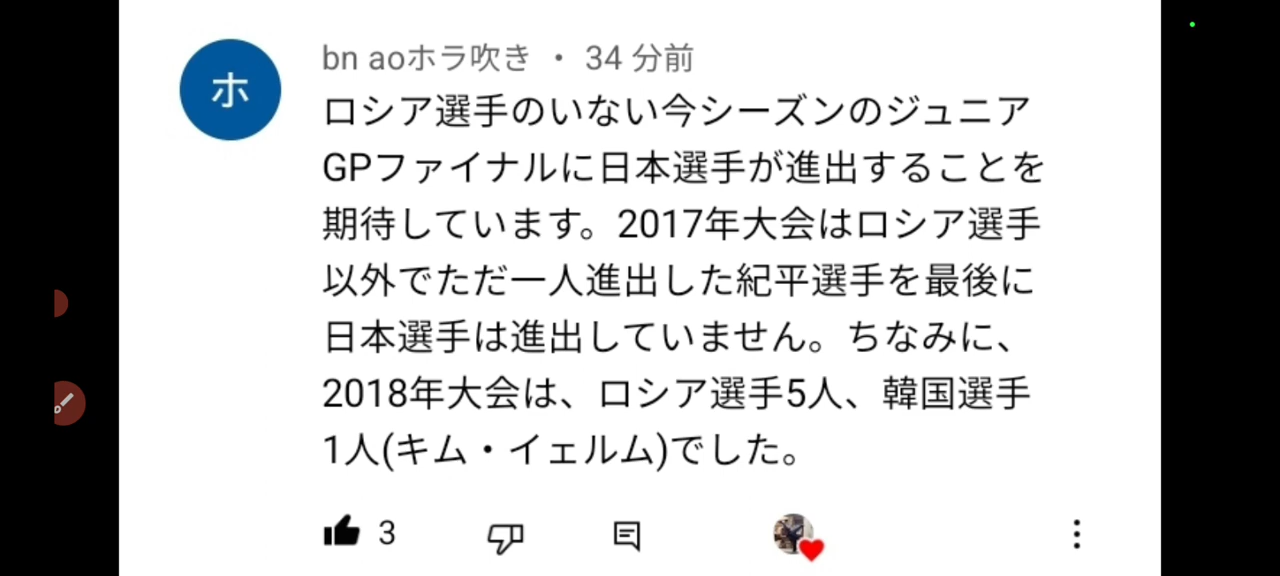 ホ
bn aoホラ吹き ・ 34 分前
ロシア選手のいない今シーズンのジュニア
GPファイナルに日本選手が進出することを
期待しています。2017年大会はロシア選手
以外でただ一人進出した紀平選手を最後に
日本選手は進出していません。ちなみに、
2018年大会は、ロシア選手5人、韓国選手
1人(キム・イェルム)でした。
3